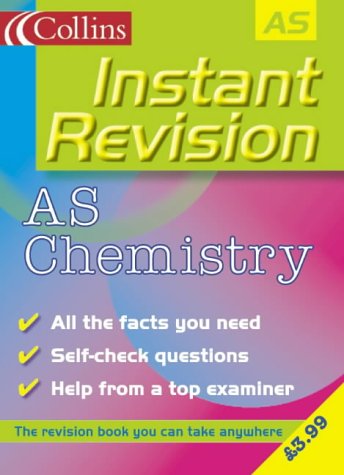 Collins
AS
Instant
Revision
AS
Chemistry
All the facts you need
Self-check questions
Help from a top examiner
The revision book you can take anywhere
£3.99